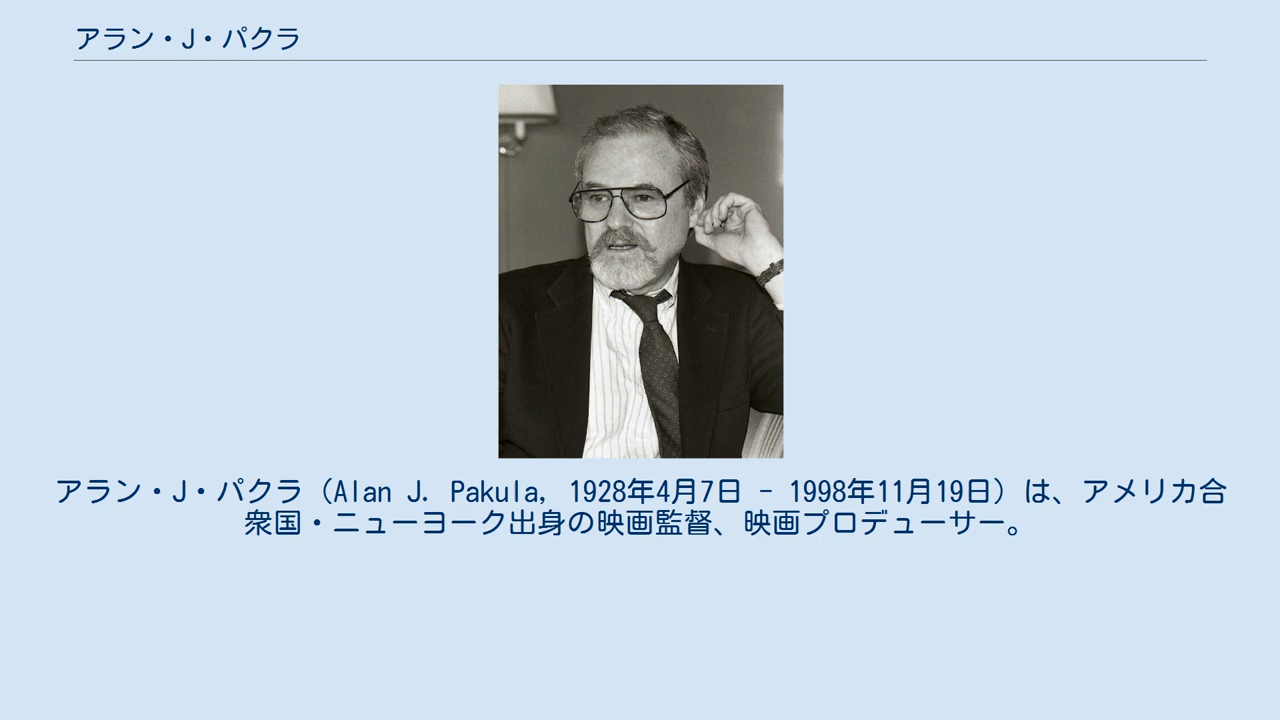 アラン・J・パクラ
アラン・J・パクラ（Alan J. Pakula, 1928年4月7日 - 1998年11月19日）は、アメリカ合
衆国・ニューヨーク出身の映画監督、映画プロデューサー。